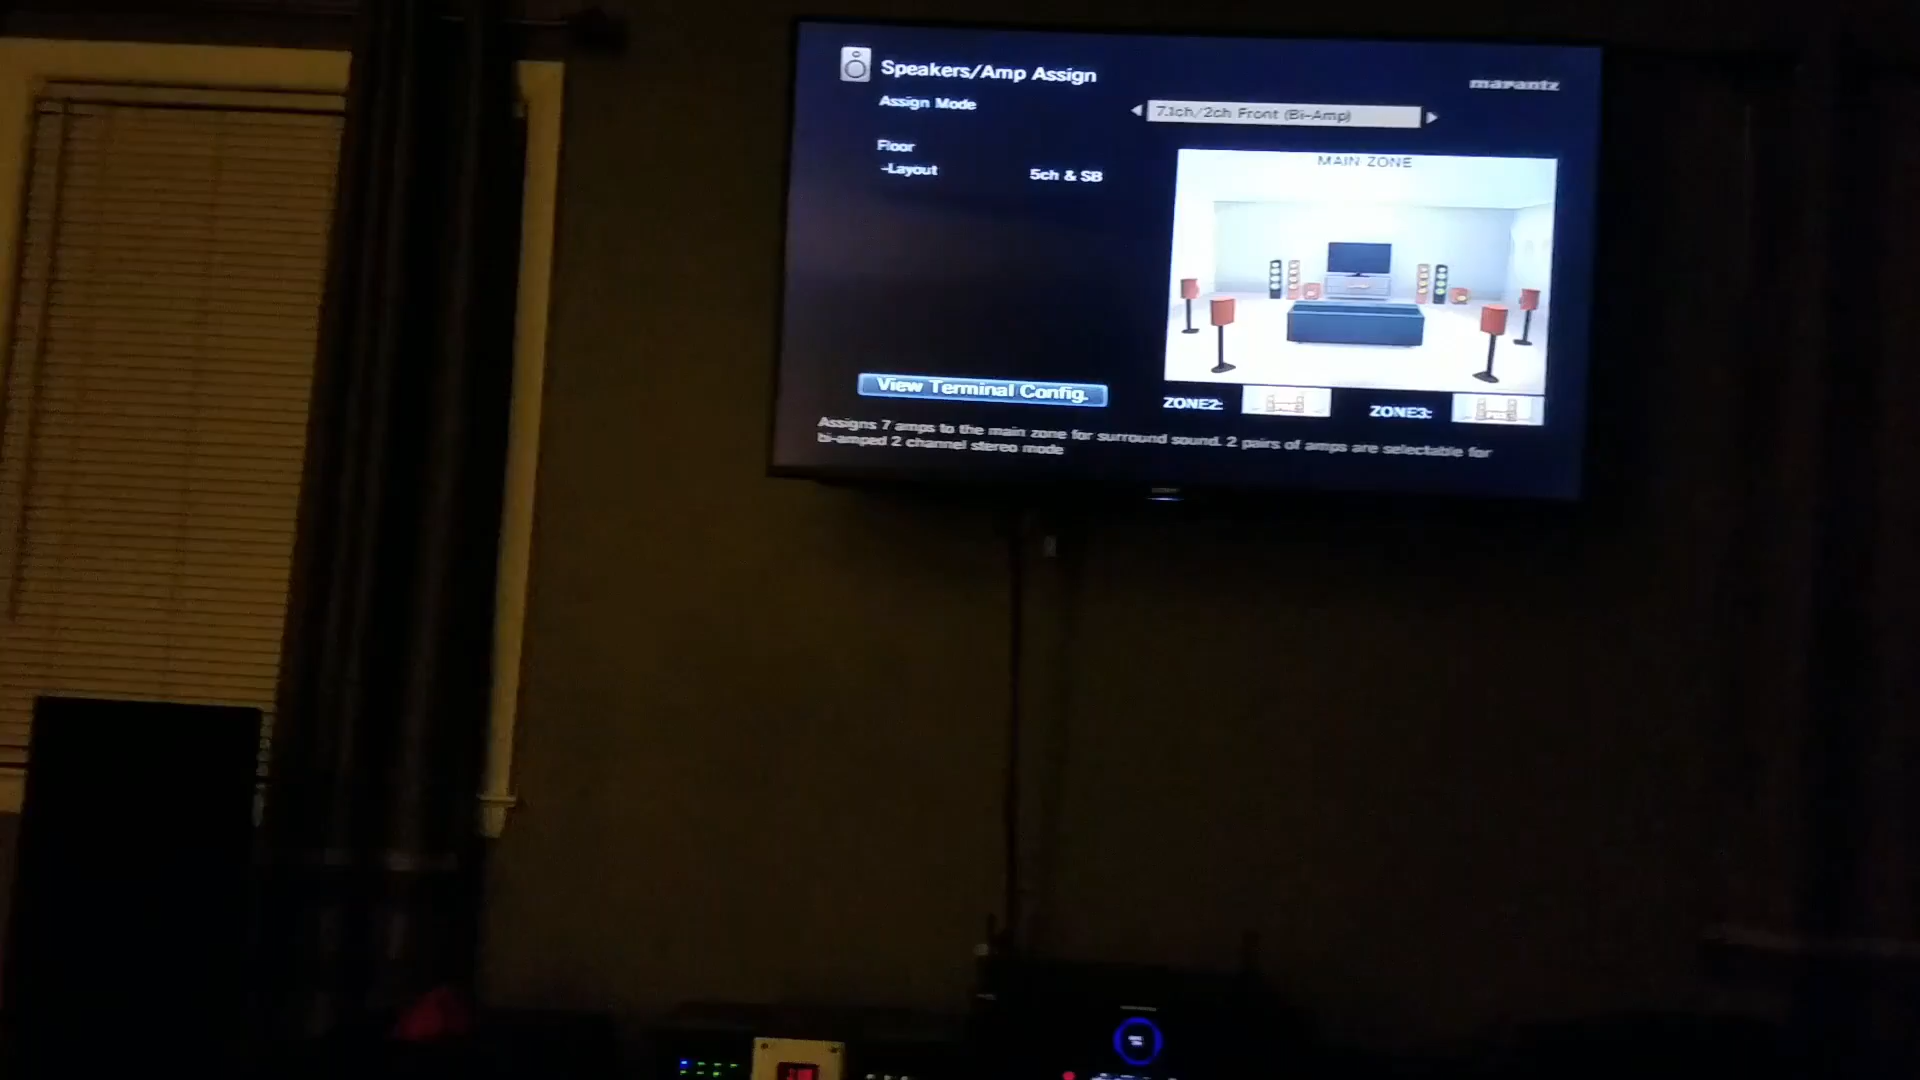 Speakers/Amp Assign
marantz
Assign Mode
7.1ch/2ch Front (Bi-Amp)
Floor
-Layout
5ch & SB
MAIN ZONE
View Terminal Config.
ZONE2:
ZONE3:
Assigns 7 amps to the main zone for surround sound. 2 pairs of amps are selectable for
bi-amped 2 channel stereo mode